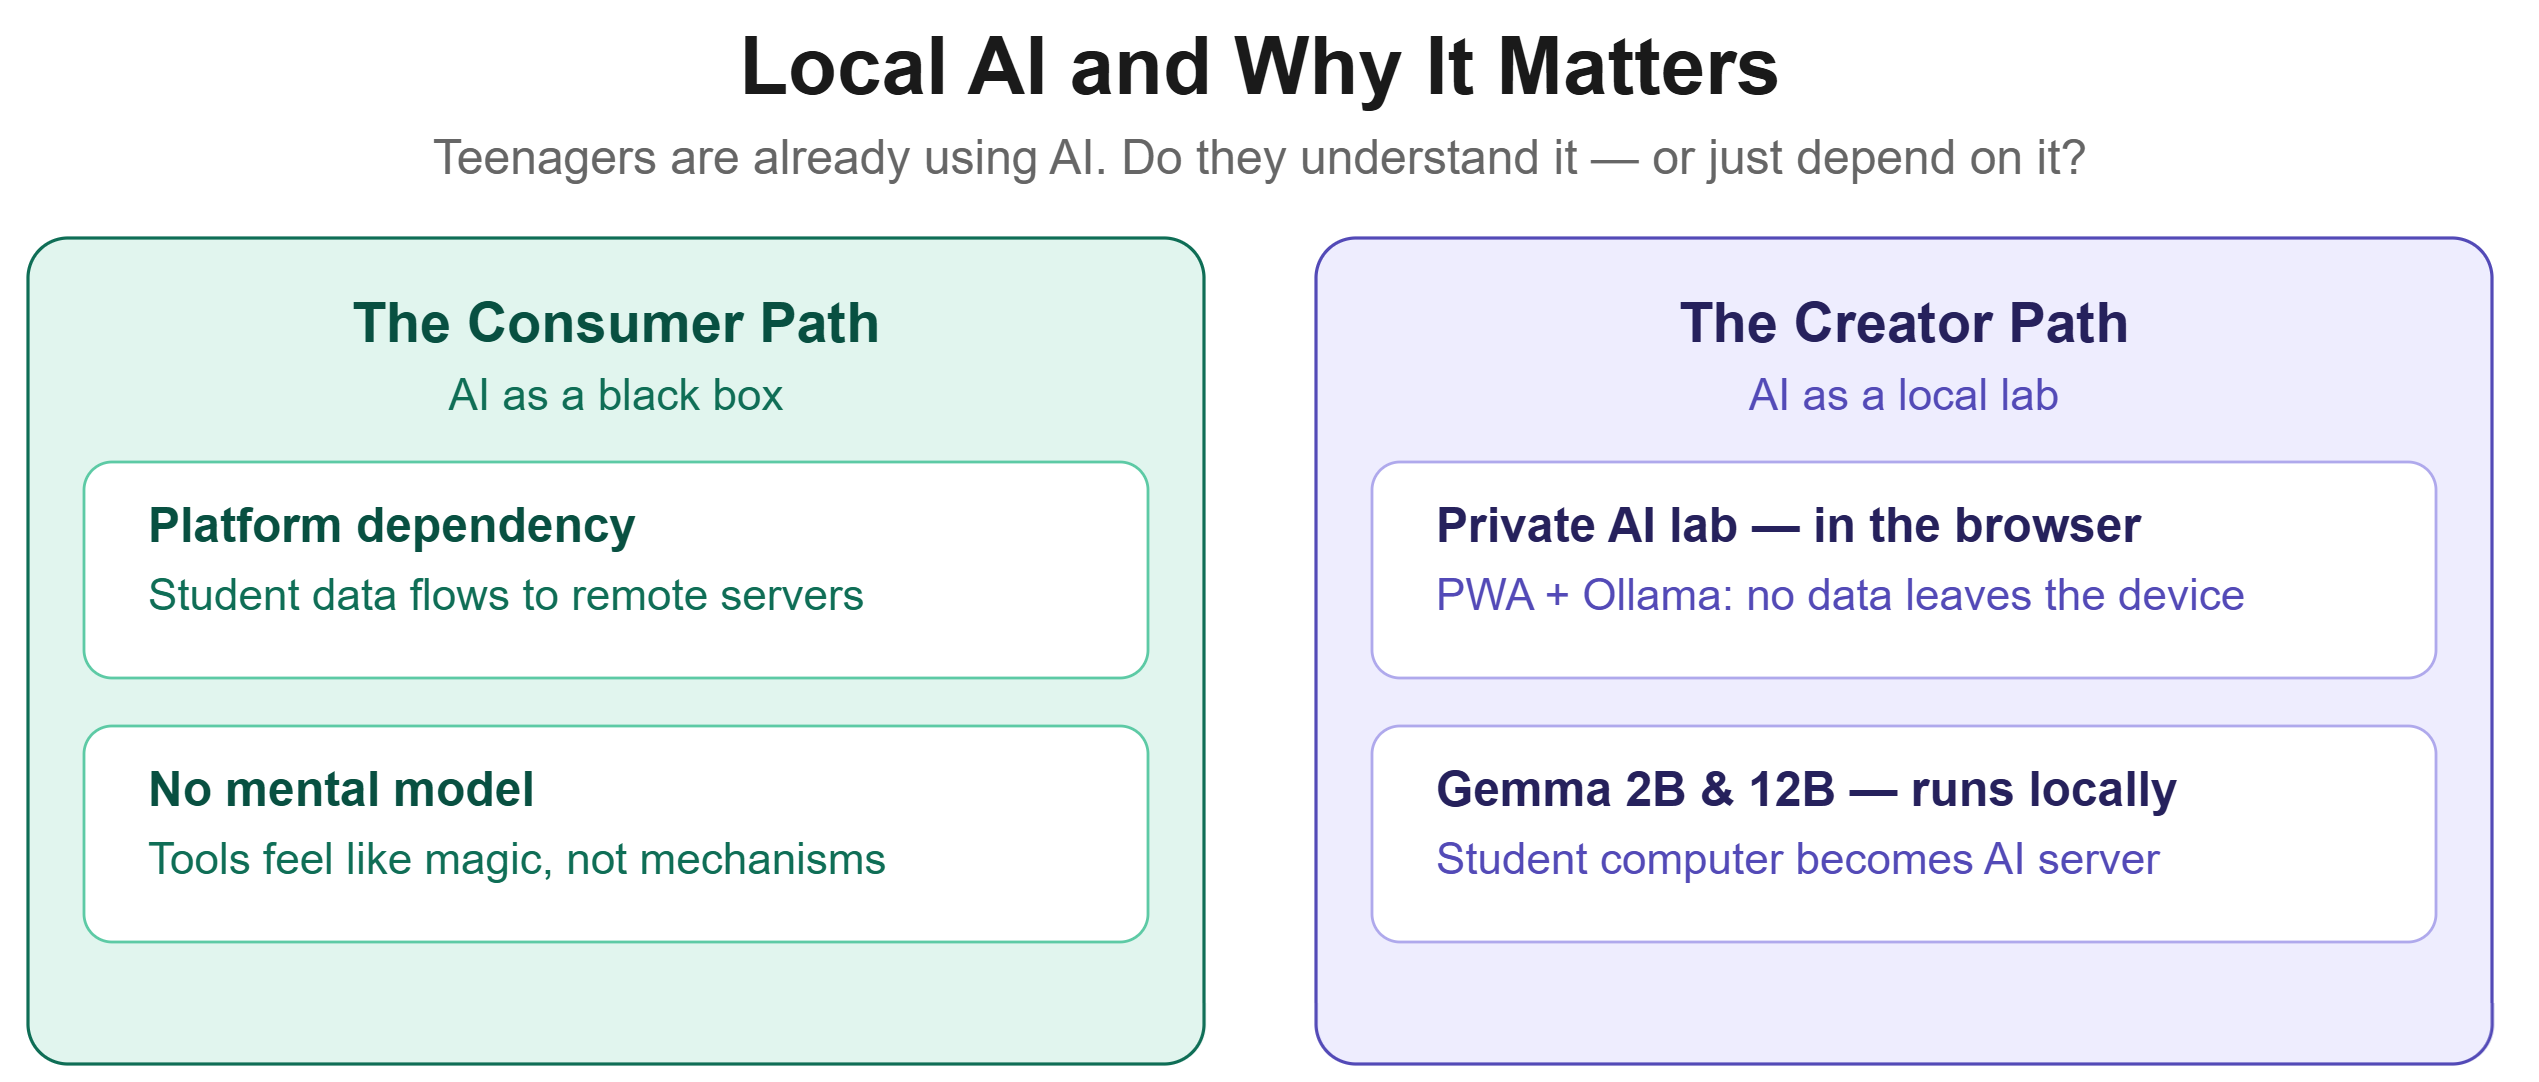 Local AI and Why It Matters
Teenagers are already using AI. Do they understand it — or just depend on it?
The Consumer Path
AI as a black box
Platform dependency
Student data flows to remote servers
No mental model
Tools feel like magic, not mechanisms
The Creator Path
AI as a local lab
Private AI lab — in the browser
PWA + Ollama: no data leaves the device
Gemma 2B & 12B — runs locally
Student computer becomes AI server